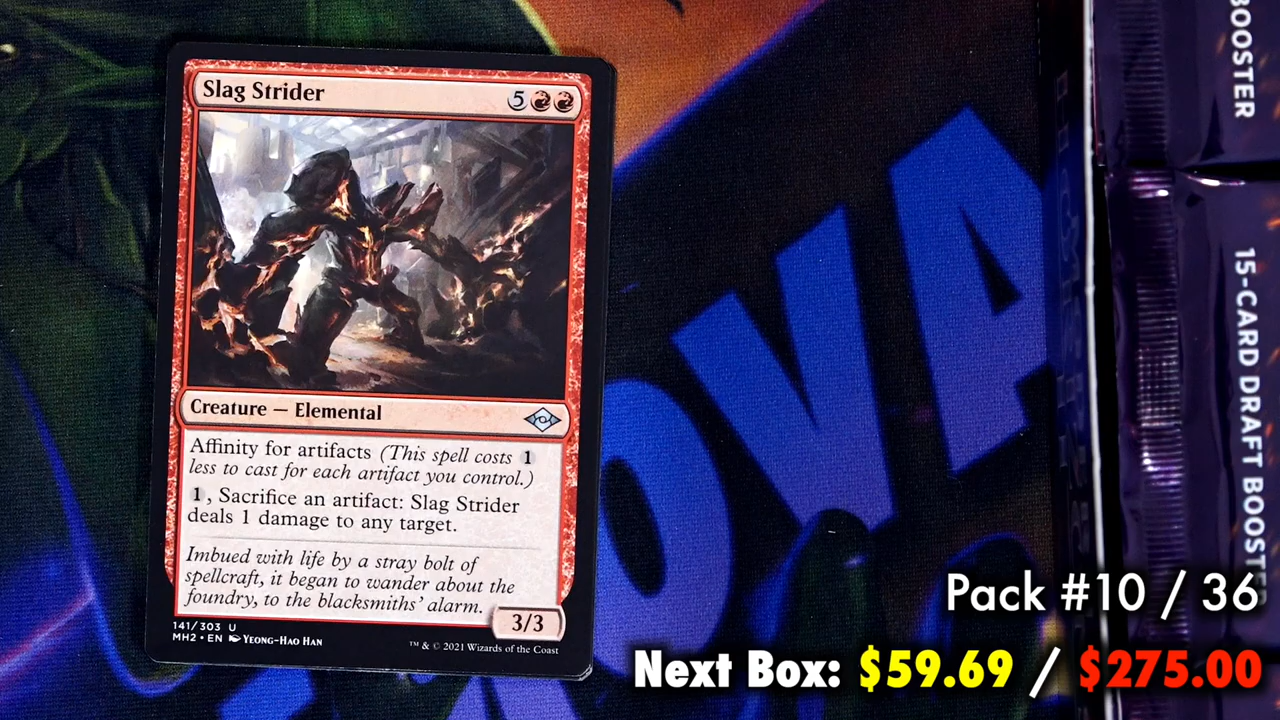 Slag Strider
5
Creature — Elemental
Affinity for artifacts (This spell costs 1
less to cast for each artifact you control.)
1, Sacrifice an artifact: Slag Strider
deals 1 damage to any target.
Imbued with life by a stray bolt of
spellcraft, it began to wander about the
foundry, to the blacksmiths' alarm.
3/3
141/303 U
MH2 • EN Yeong-Hao Han
™ & © 2021 Wizards of the Coast
OVA
BOOSTER
15-CARD DRAFT BOOSTER
Pack #10 / 36
Next Box: $59.69 / $275.00